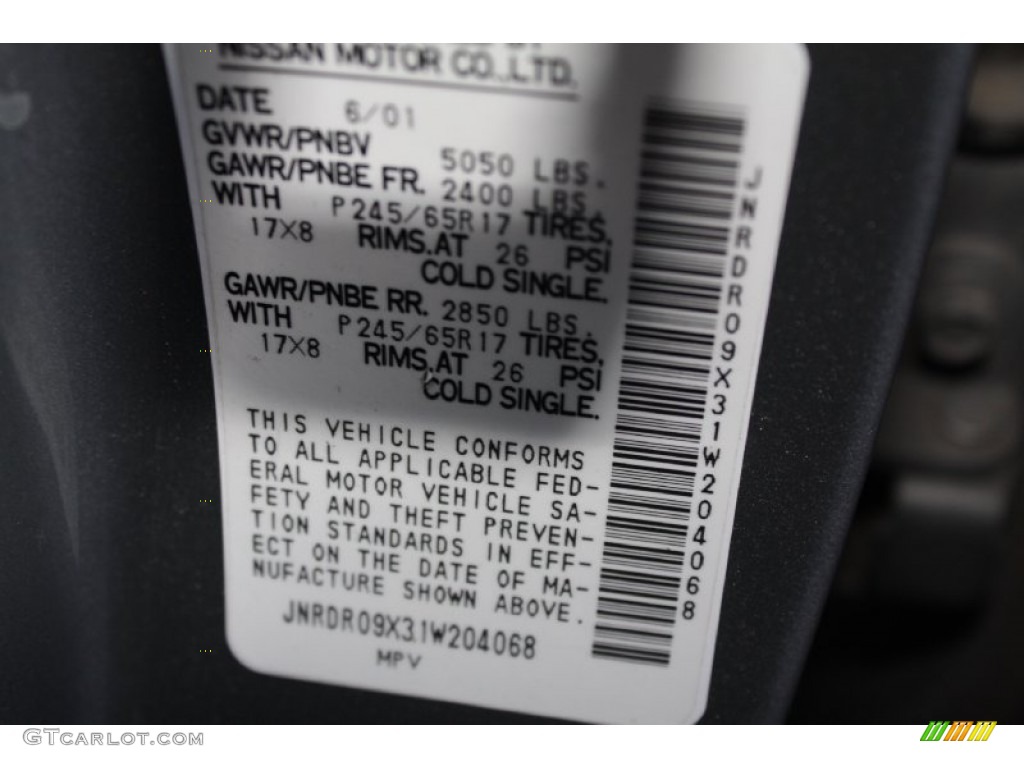 NISSAN MOTOR CO.,LTD.
DATE 6/01
GVWR/PNBV 5050 LBS.
GAWR/PNBE FR. 2400 LBS.
WITH P245/65R17 TIRES,
17X8 RIMS.AT 26 PSI
COLD SINGLE.
GAWR/PNBE RR. 2850 LBS.
WITH P245/65R17 TIRES,
17X8 RIMS.AT 26 PSI
COLD SINGLE.
THIS VEHICLE CONFORMS
TO ALL APPLICABLE FED-
ERAL MOTOR VEHICLE SA-
FETY AND THEFT PREVEN-
TION STANDARDS IN EFF-
ECT ON THE DATE OF MA-
NUFACTURE SHOWN ABOVE.
JNRDR09X31W204068
MPV
JNRDR09X31W204068
GTCARLOT.COM